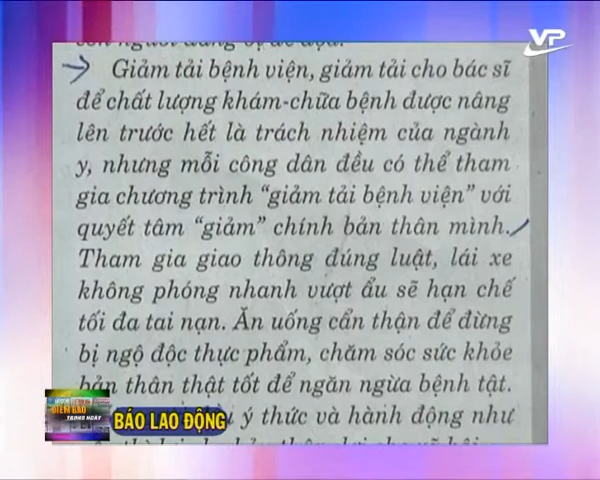 VP
Giảm tải bệnh viện, giảm tải cho bác sĩ
để chất lượng khám-chữa bệnh được nâng
lên trước hết là trách nhiệm của ngành
y, nhưng mỗi công dân đều có thể tham
gia chương trình “giảm tải bệnh viện” với
quyết tâm “giảm” chính bản thân mình.
Tham gia giao thông đúng luật, lái xe
không phóng nhanh vượt ẩu sẽ hạn chế
tối đa tai nạn. Ăn uống cẩn thận để đừng
bị ngộ độc thực phẩm, chăm sóc sức khỏe
bản thân thật tốt để ngăn ngừa bệnh tật.
ý thức và hành động như
ĐIỂM BÁO
TRONG NGÀY
BÁO LAO ĐỘNG